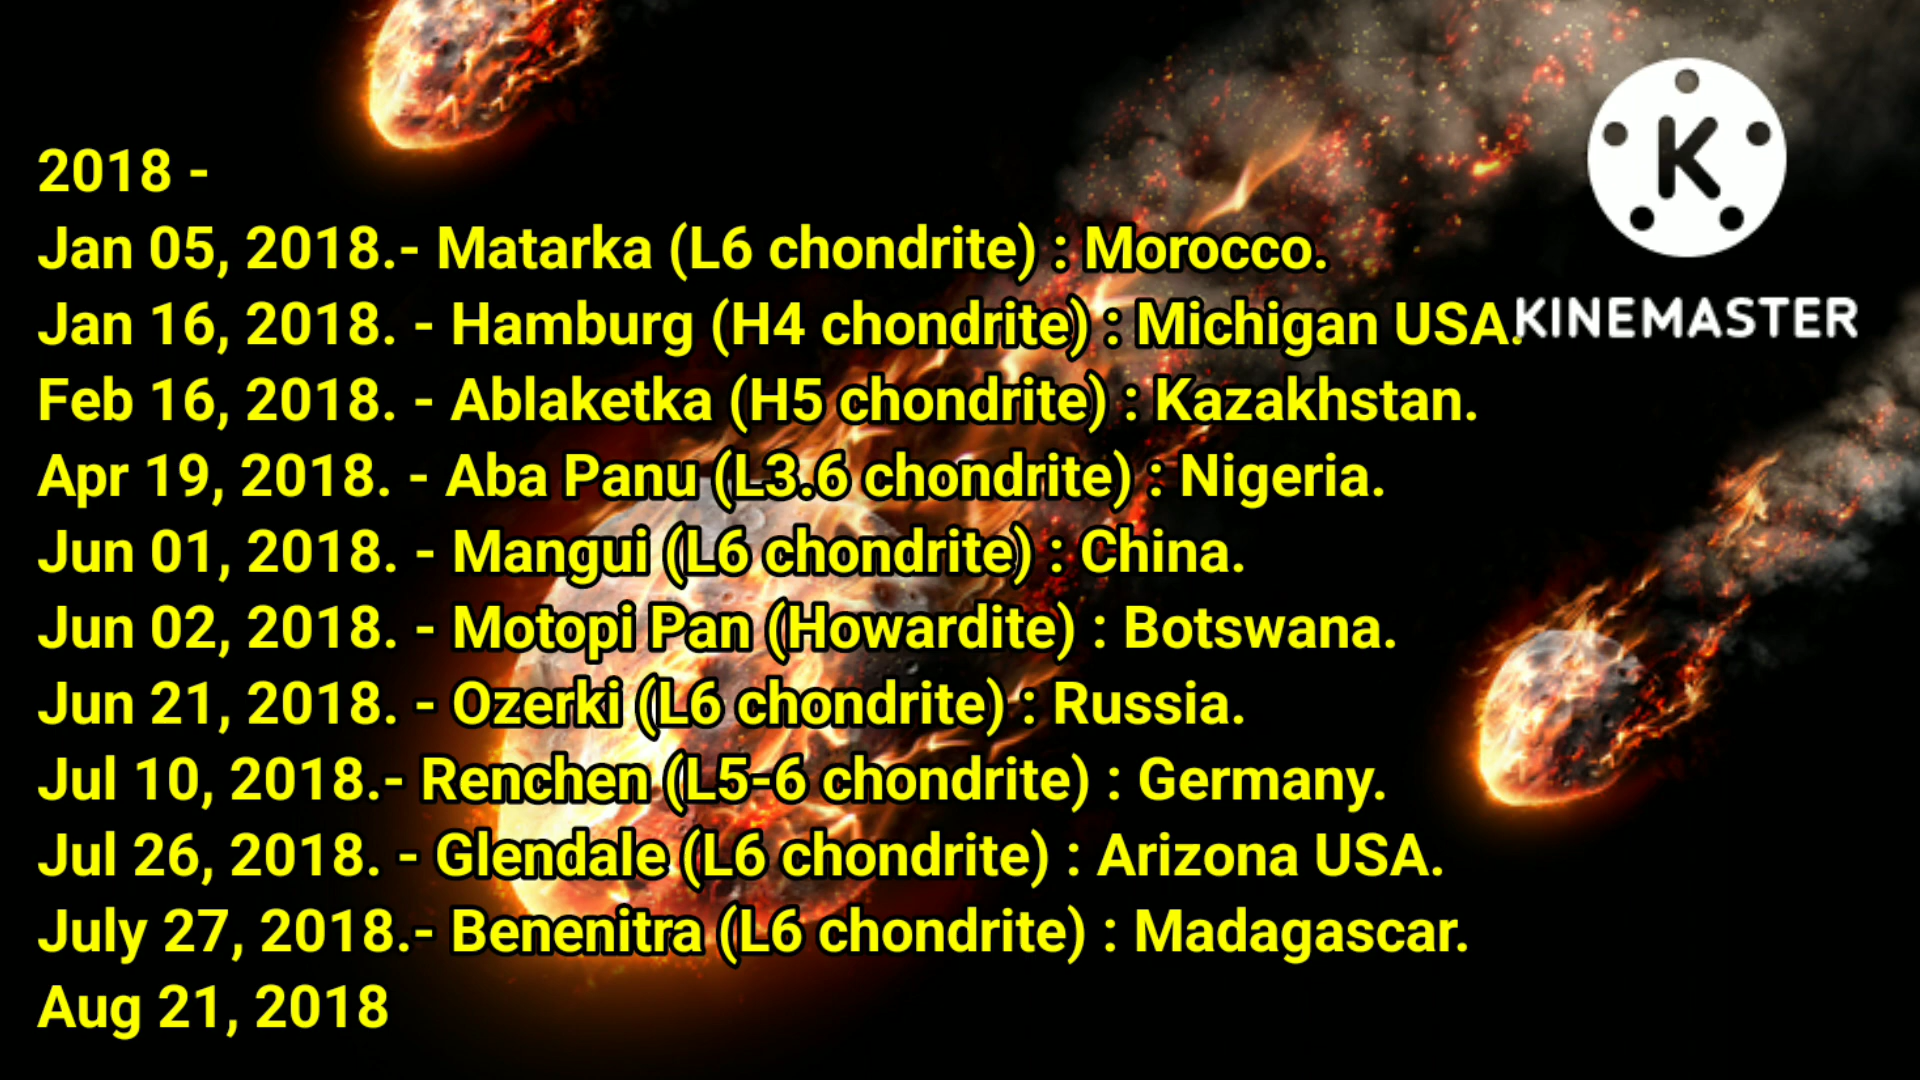 2018 -
Jan 05, 2018.- Matarka (L6 chondrite) : Morocco.
Jan 16, 2018. - Hamburg (H4 chondrite) : Michigan USA.
Feb 16, 2018. - Ablaketka (H5 chondrite) : Kazakhstan.
Apr 19, 2018. - Aba Panu (L3.6 chondrite) : Nigeria.
Jun 01, 2018. - Mangui (L6 chondrite) : China.
Jun 02, 2018. - Motopi Pan (Howardite) : Botswana.
Jun 21, 2018. - Ozerki (L6 chondrite) : Russia.
Jul 10, 2018.- Renchen (L5-6 chondrite) : Germany.
Jul 26, 2018. - Glendale (L6 chondrite) : Arizona USA.
July 27, 2018.- Benenitra (L6 chondrite) : Madagascar.
Aug 21, 2018
K
KINEMASTER